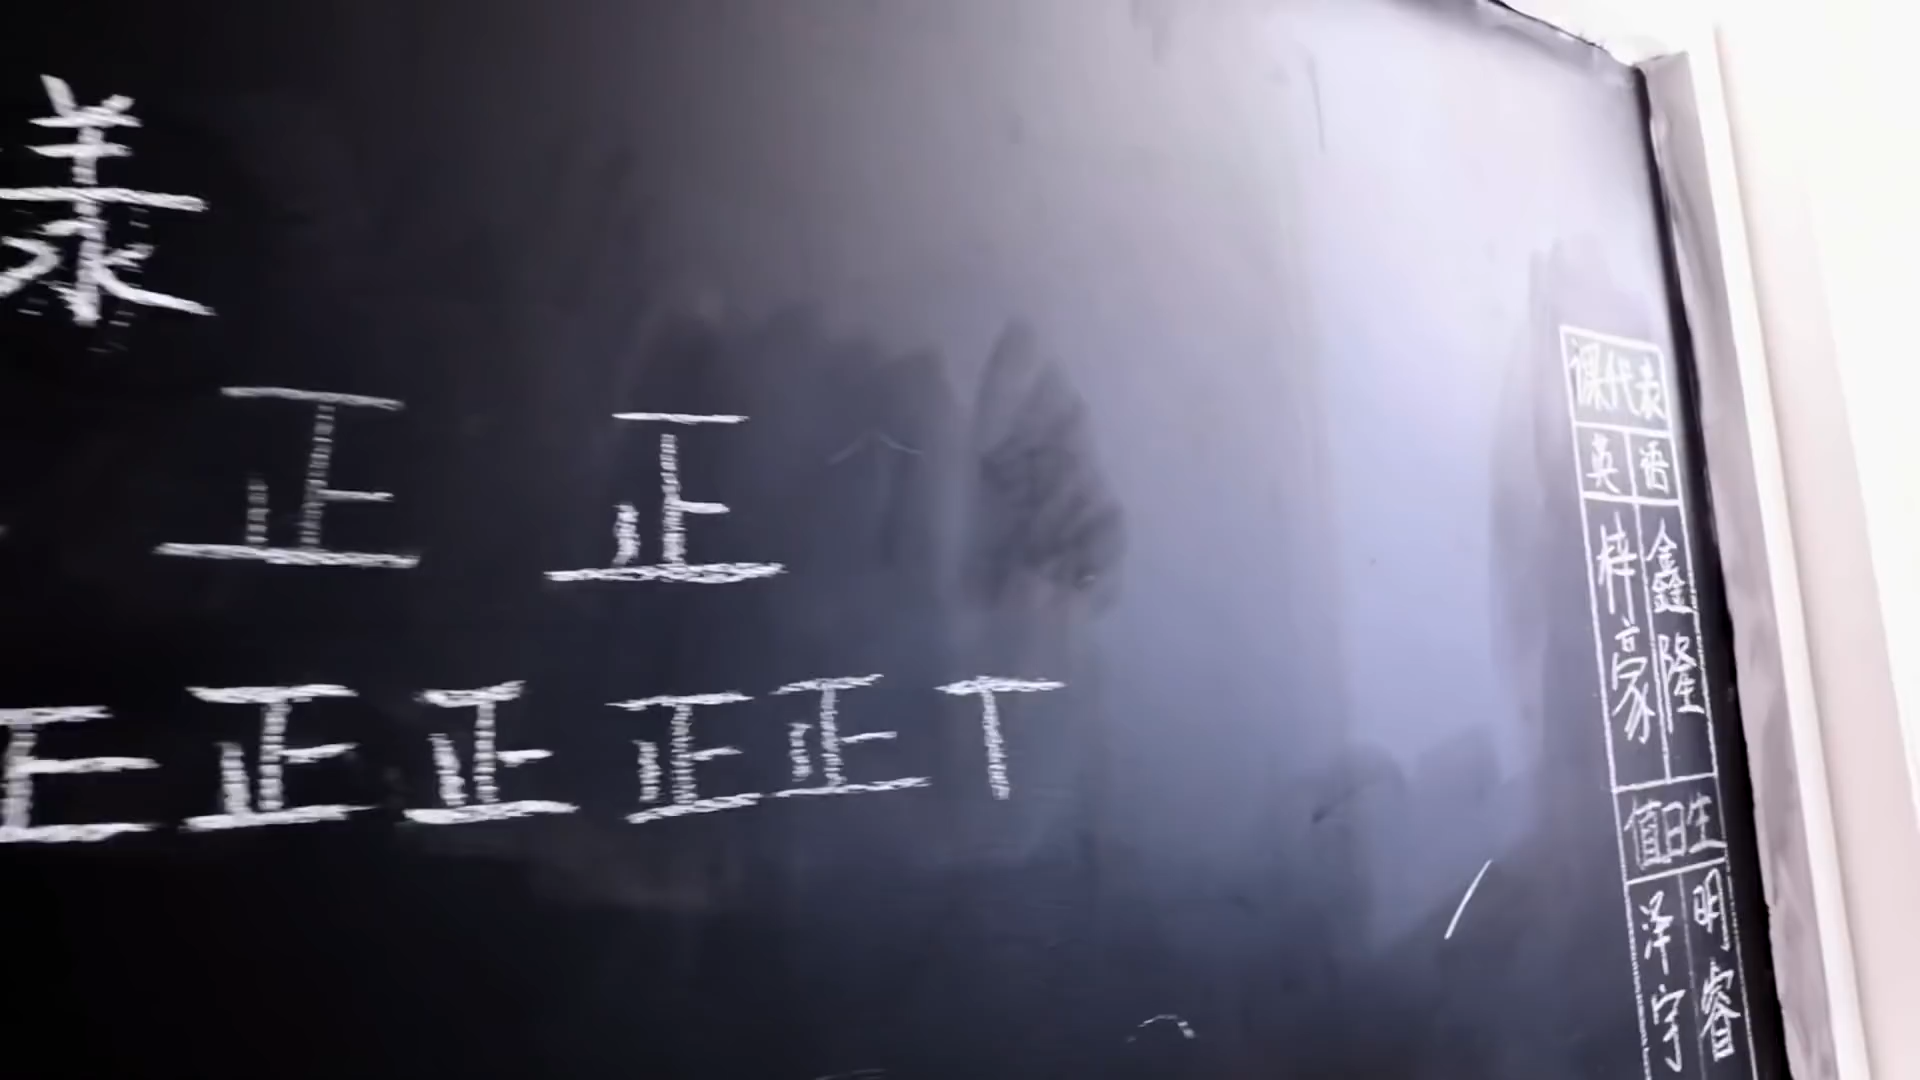 正 正
正 正 正 正 正 丅
课代表
英语
梓豪
鑫隆
值日生
泽宇
明睿